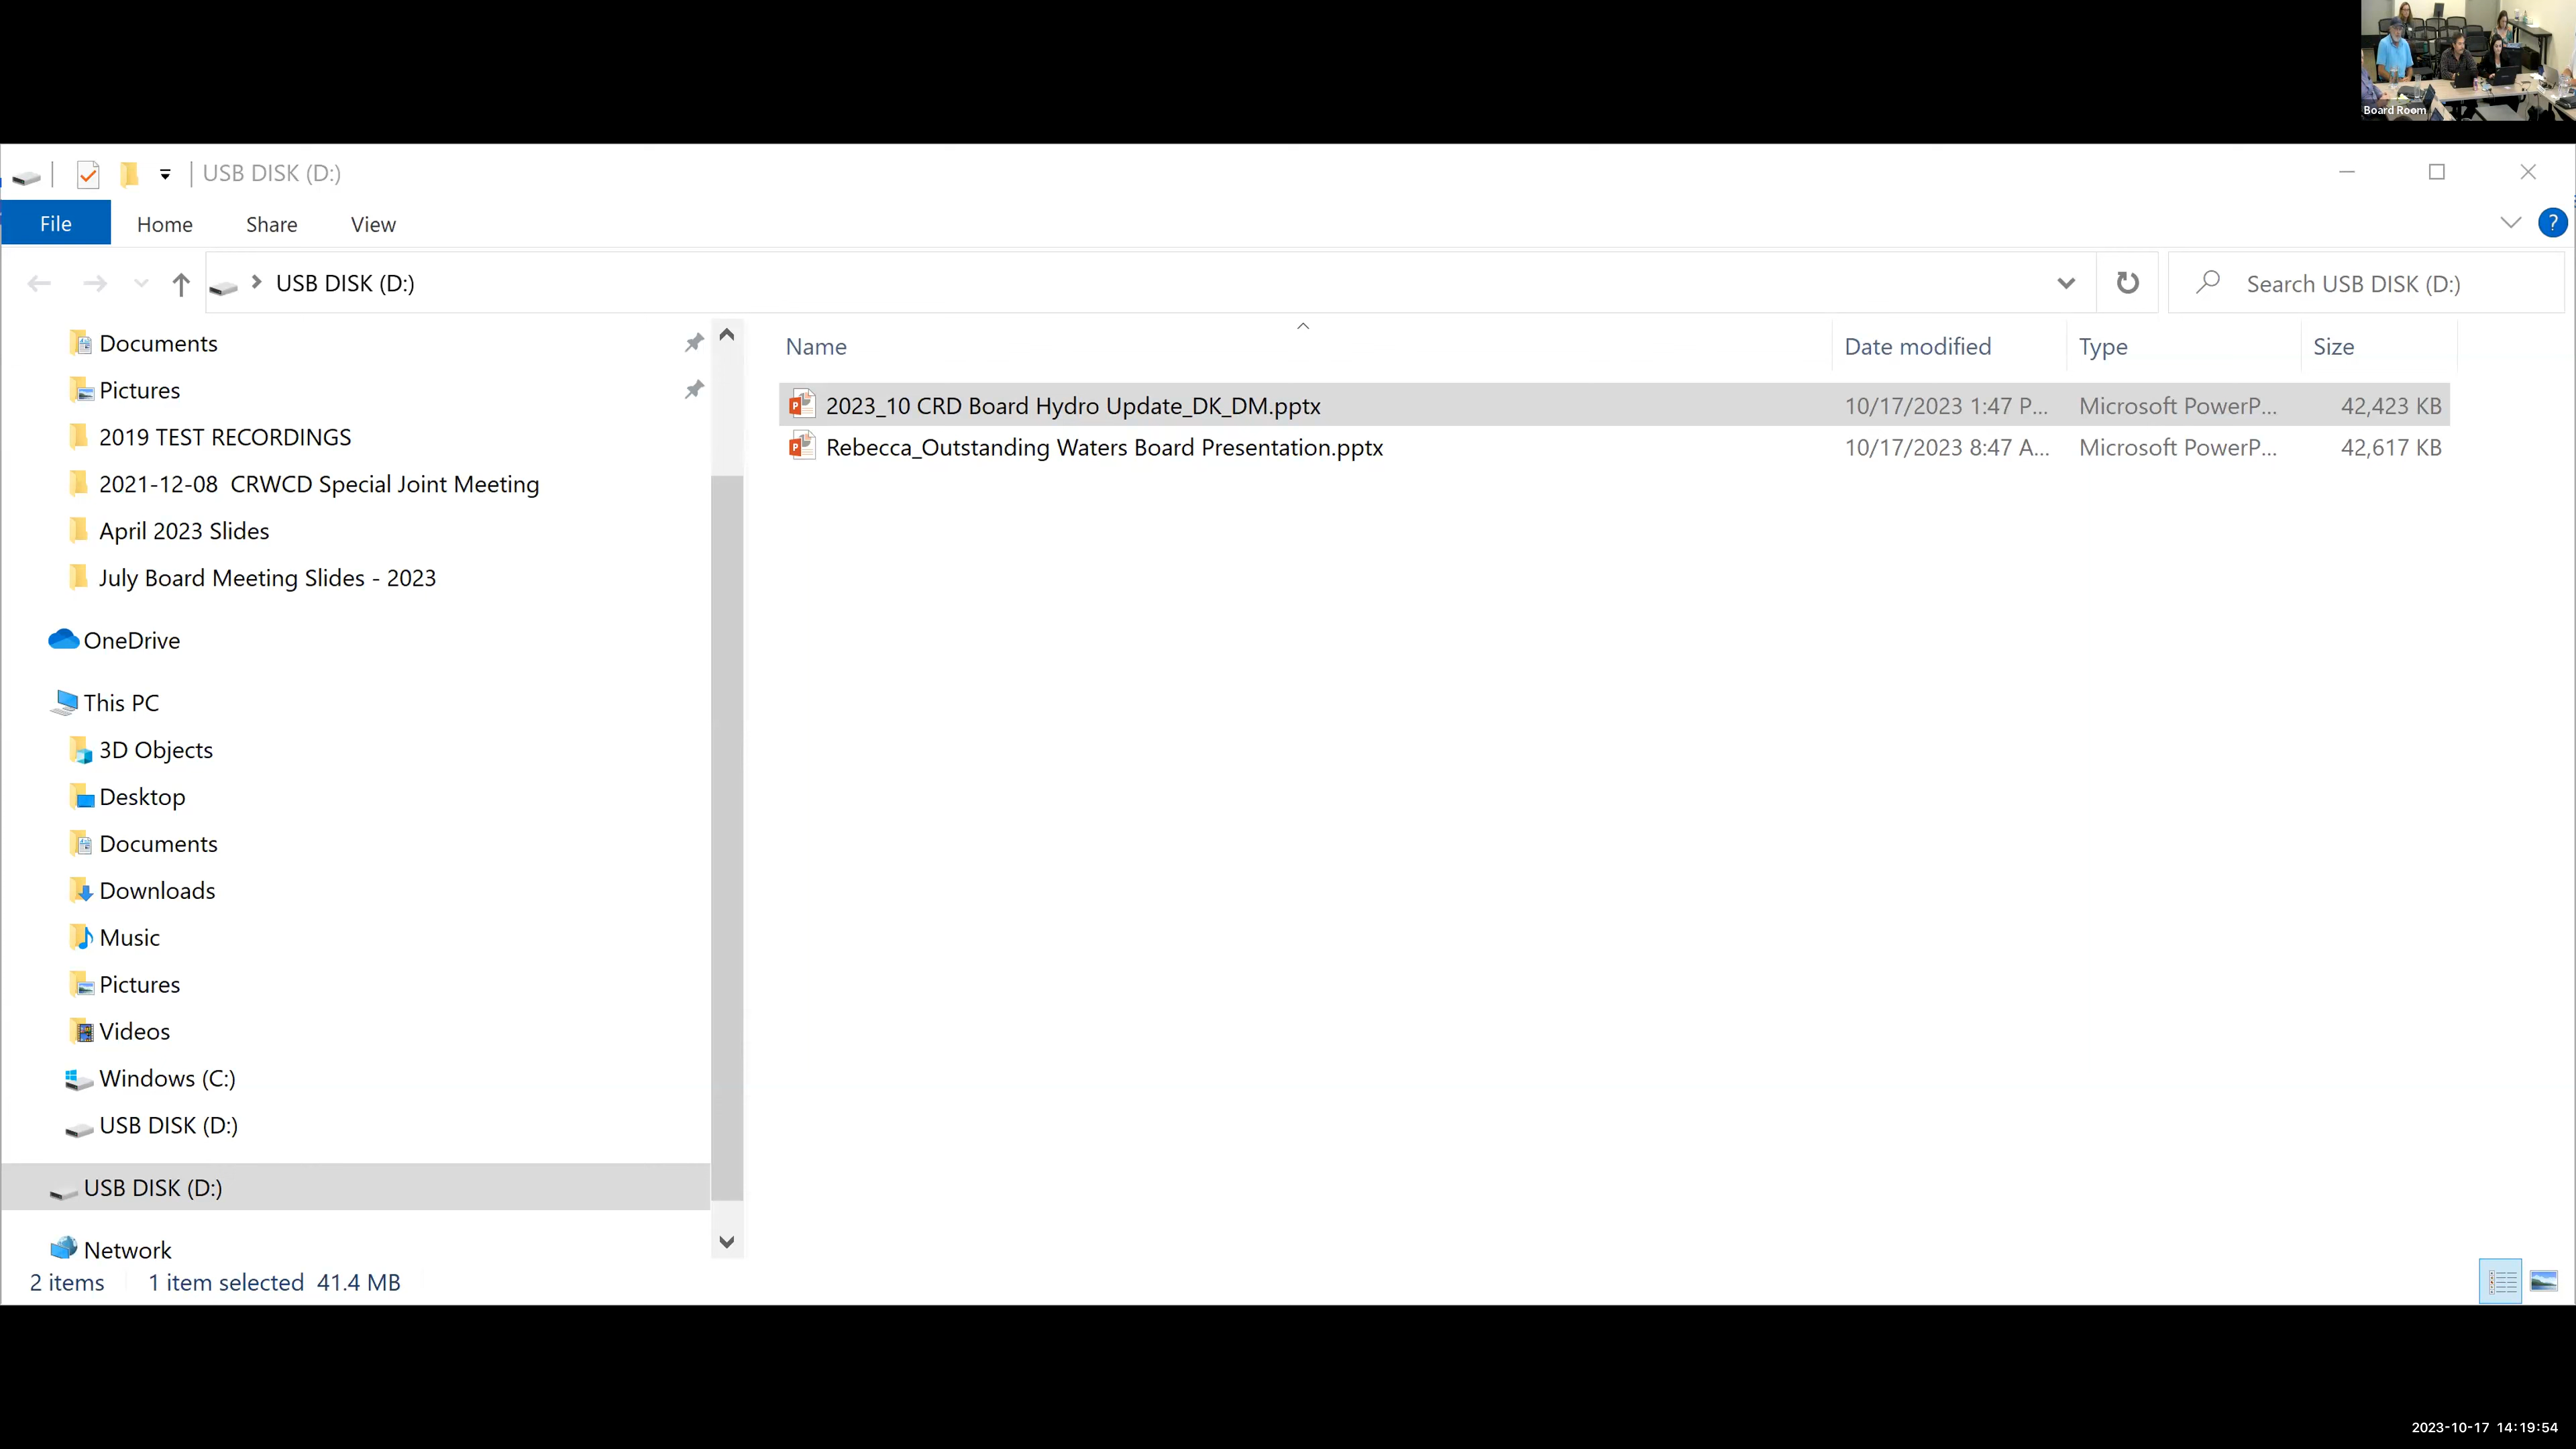 Board Room
USB DISK (D:)
File Home Share View
?
USB DISK (D:)
Search USB DISK (D:)
Documents
Pictures
2019 TEST RECORDINGS
2021-12-08  CRWCD Special Joint Meeting
April 2023 Slides
July Board Meeting Slides - 2023
OneDrive
This PC
3D Objects
Desktop
Documents
Downloads
Music
Pictures
Videos
Windows (C:)
USB DISK (D:)
USB DISK (D:)
Network
Name Date modified Type Size
2023_10 CRD Board Hydro Update_DK_DM.pptx 10/17/2023 1:47 P... Microsoft PowerP... 42,423 KB
Rebecca_Outstanding Waters Board Presentation.pptx 10/17/2023 8:47 A... Microsoft PowerP... 42,617 KB
2 items 1 item selected 41.4 MB
2023-10-17 14:19:54